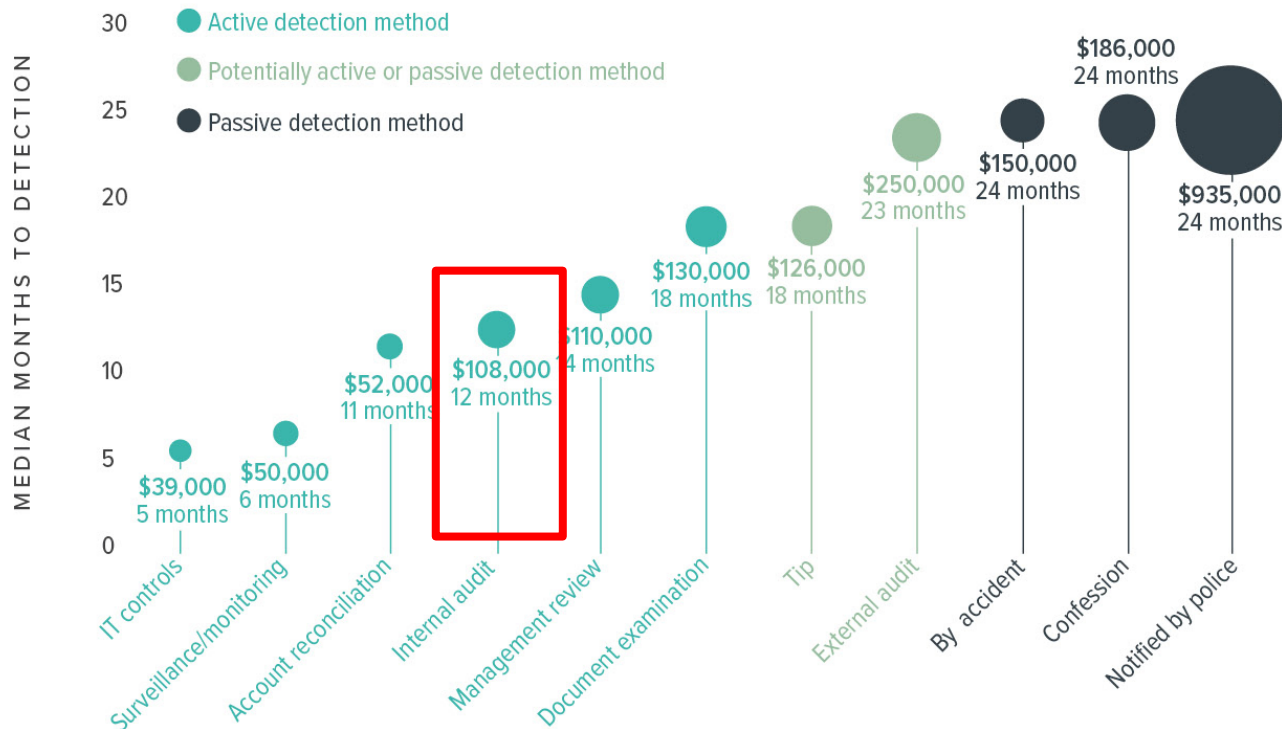 MEDIAN MONTHS TO DETECTION
30
25
20
15
10
5
0
Active detection method
Potentially active or passive detection method
Passive detection method
$39,000
5 months
$50,000
6 months
$52,000
11 months
$108,000
12 months
$110,000
14 months
$130,000
18 months
$126,000
18 months
$250,000
23 months
$150,000
24 months
$186,000
24 months
$935,000
24 months
IT controls
Surveillance/monitoring
Account reconciliation
Internal audit
Management review
Document examination
Tip
External audit
By accident
Confession
Notified by police